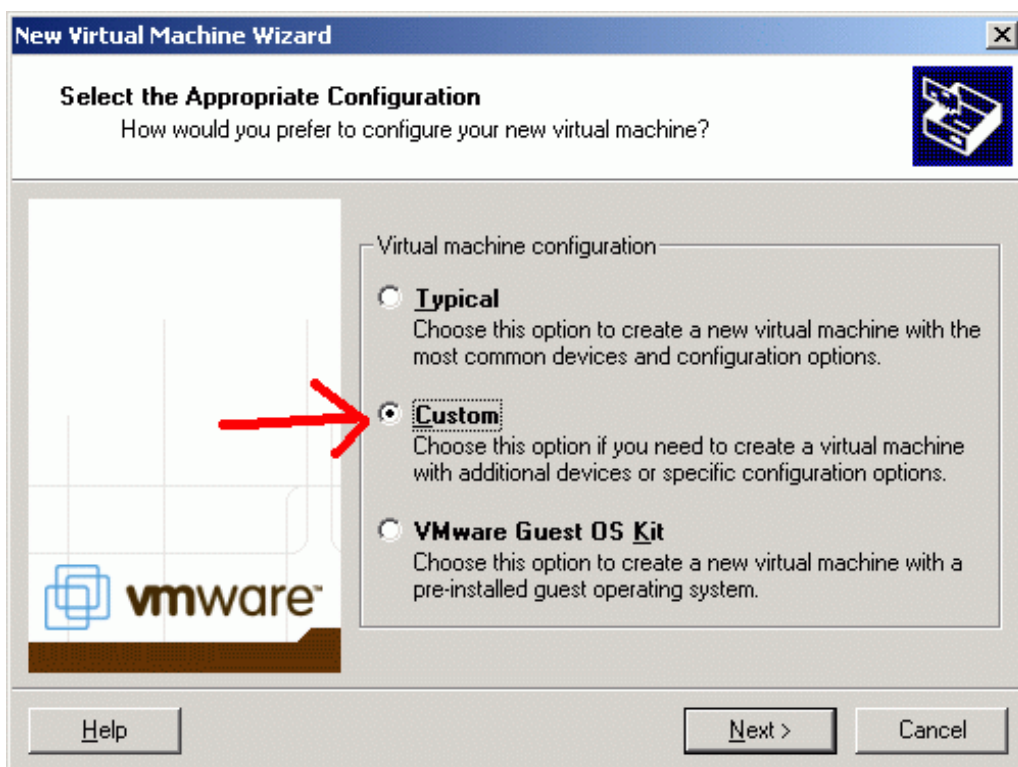 New Virtual Machine Wizard
Select the Appropriate Configuration
How would you prefer to configure your new virtual machine?
Virtual machine configuration
Typical
Choose this option to create a new virtual machine with the
most common devices and configuration options.
Custom
Choose this option if you need to create a virtual machine
with additional devices or specific configuration options.
VMware Guest OS Kit
Choose this option to create a new virtual machine with a
pre-installed guest operating system.
vmware™
Help
Next >
Cancel